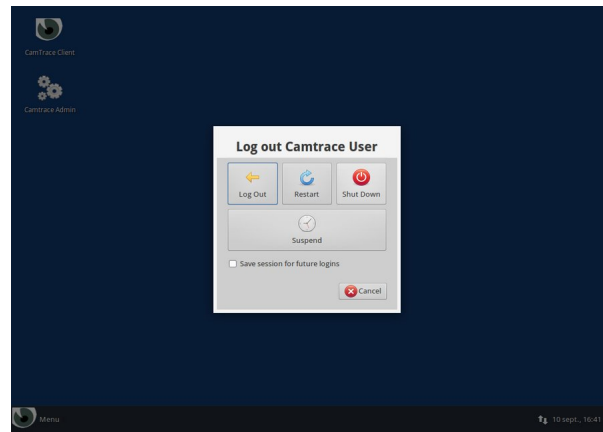 CamTrace Client
Camtrace Admin
Log out Camtrace User
Log Out
Restart
Shut Down
Suspend
Save session for future logins
Cancel
Menu
10 sept., 16:41